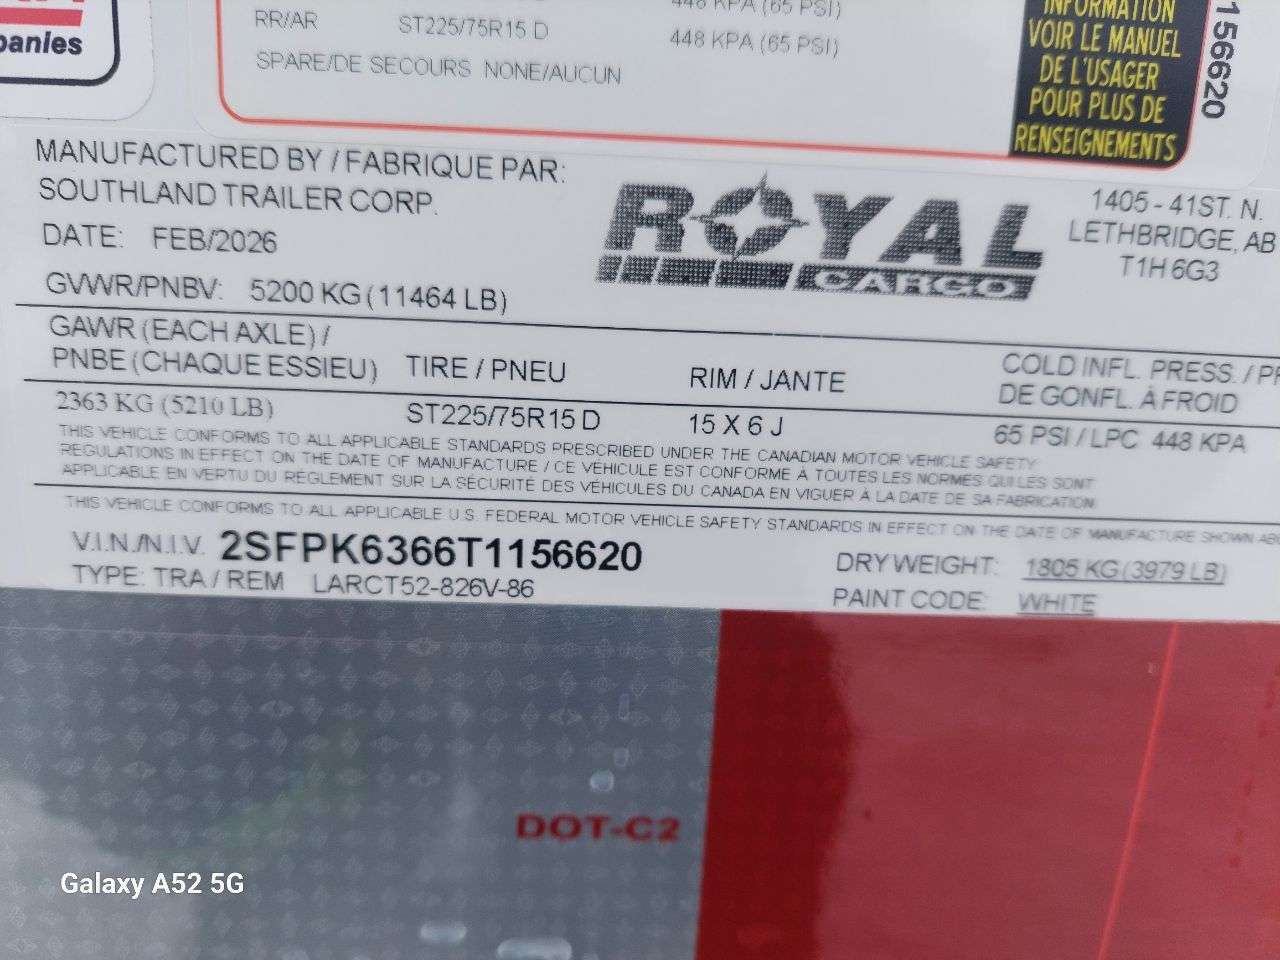 panies
448 KPA (65 PSI)
RR/AR ST225/75R15 D 448 KPA (65 PSI)
SPARE/DE SECOURS NONE/AUCUN
INFORMATION
VOIR LE MANUEL
DE L'USAGER
POUR PLUS DE
RENSEIGNEMENTS
156620
MANUFACTURED BY / FABRIQUE PAR:
SOUTHLAND TRAILER CORP.
DATE: FEB/2026
GVWR/PNBV: 5200 KG (11464 LB)
ROYAL
CARGO
1405 - 41ST. N.
LETHBRIDGE, AB
T1H 6G3
GAWR (EACH AXLE) /
PNBE (CHAQUE ESSIEU) TIRE / PNEU RIM / JANTE
COLD INFL. PRESS. / PR
DE GONFL. À FROID
2363 KG (5210 LB) ST225/75R15 D 15 X 6 J 65 PSI / LPC 448 KPA
THIS VEHICLE CONFORMS TO ALL APPLICABLE STANDARDS PRESCRIBED UNDER THE CANADIAN MOTOR VEHICLE SAFETY
REGULATIONS IN EFFECT ON THE DATE OF MANUFACTURE / CE VÉHICULE EST CONFORME À TOUTES LES NORMES QUI LES SONT
APPLICABLE EN VERTU DU RÈGLEMENT SUR LA SÉCURITÉ DES VÉHICULES DU CANADA EN VIGUER À LA DATE DE SA FABRICATION
THIS VEHICLE CONFORMS TO ALL APPLICABLE U.S. FEDERAL MOTOR VEHICLE SAFETY STANDARDS IN EFFECT ON THE DATE OF MANUFACTURE SHOWN AB
V.I.N./N.I.V. 2SFPK6366T1156620 DRY WEIGHT: 1805 KG (3979 LB)
TYPE: TRA / REM LARCT52-826V-86 PAINT CODE: WHITE
DOT-C2
Galaxy A52 5G